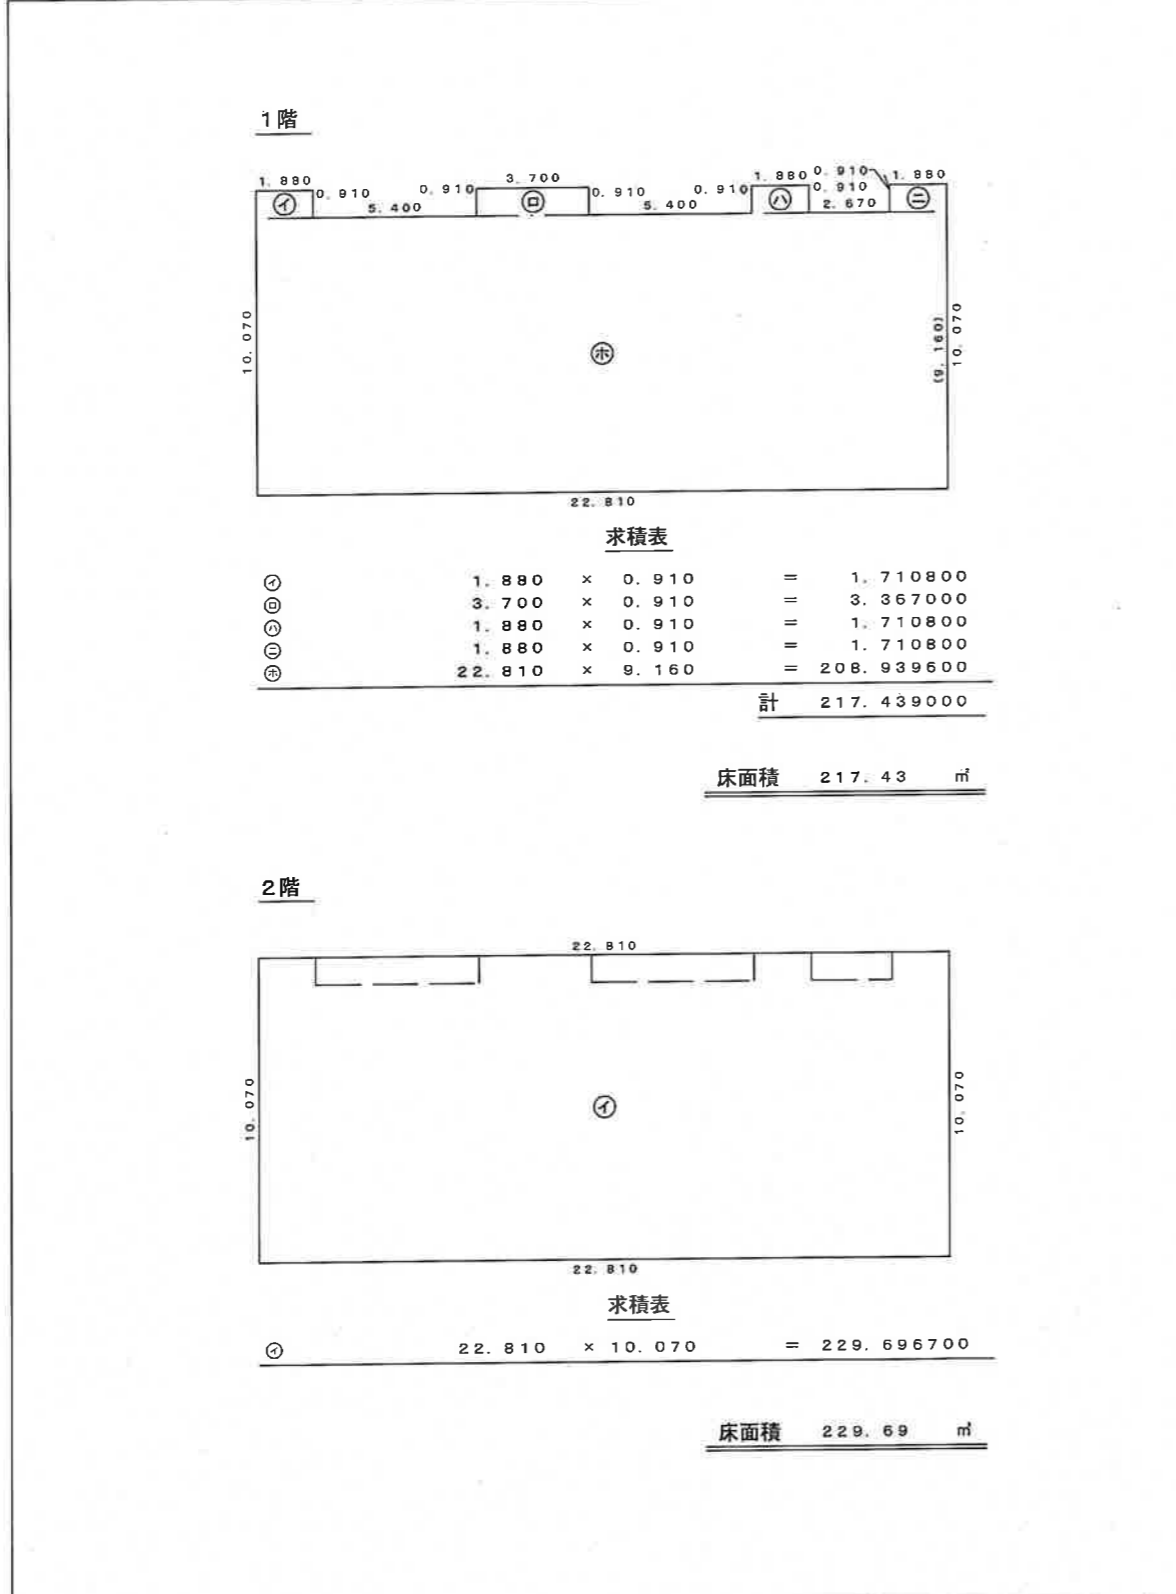 1階
1.880 0.910 5.400 0.910 3.700 0.910 5.400 0.910 1.880 0.910 0.910 2.670 1.880
㋑ ㋺ ㋩ ㋥
10.070 ㋭ (9.160) 10.070
22.810
求積表
㋑ 1.880 × 0.910 = 1.710800
㋺ 3.700 × 0.910 = 3.367000
㋩ 1.880 × 0.910 = 1.710800
㋥ 1.880 × 0.910 = 1.710800
㋭ 22.810 × 9.160 = 208.939600
計 217.439000
床面積 217.43 ㎡
2階
22.810
10.070 ㋑ 10.070
22.810
求積表
㋑ 22.810 × 10.070 = 229.696700
床面積 229.69 ㎡